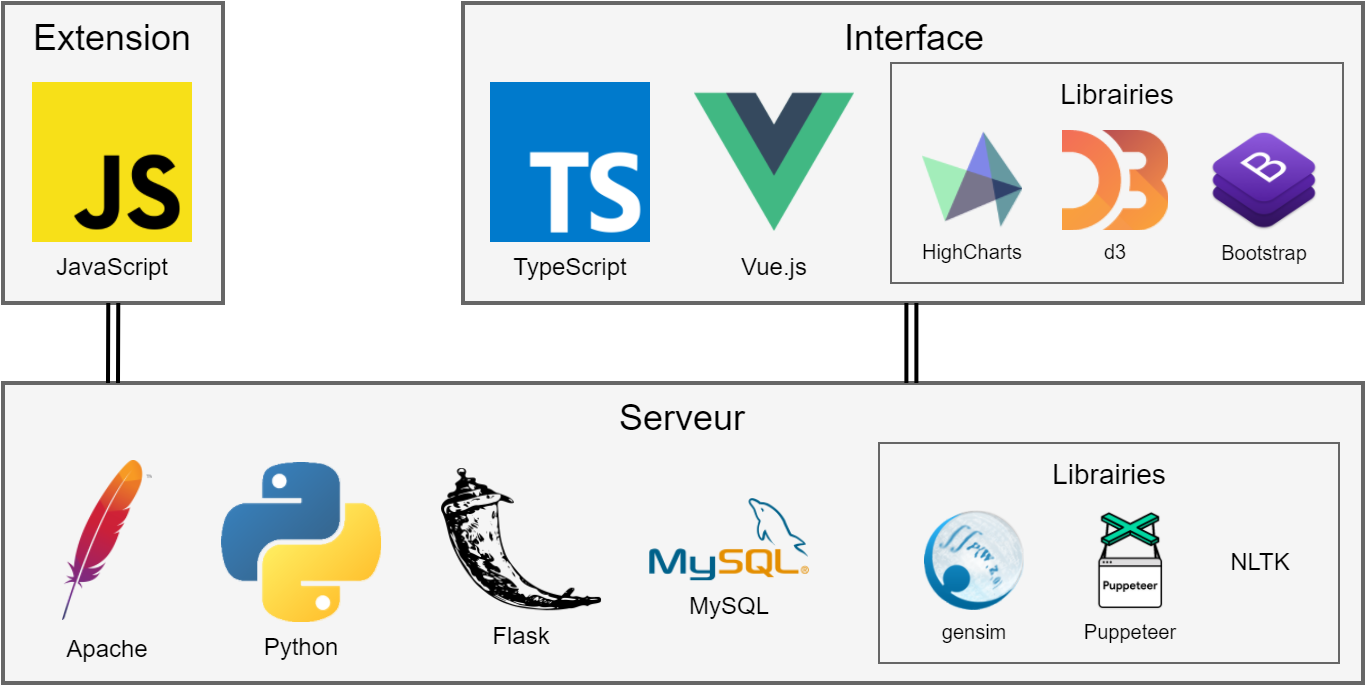 Extension
JS
JavaScript
Interface
TS
TypeScript
Vue.js
Librairies
HighCharts
d3
B
Bootstrap
Serveur
TM
Apache
Python
Flask
MySQL®
MySQL
Librairies
∬P(W,Z,θ)
gensim
Puppeteer
Puppeteer
NLTK